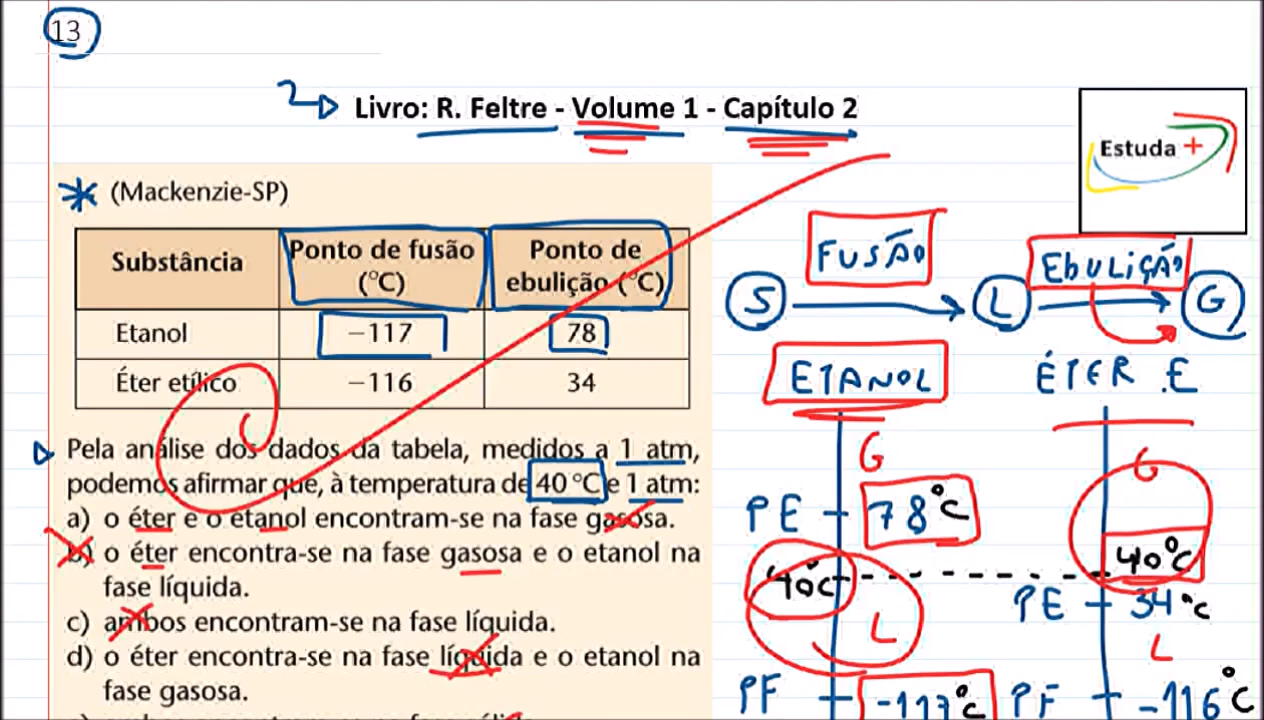 13
Livro: R. Feltre - Volume 1 - Capítulo 2
Estuda +
(Mackenzie-SP)
Substância Ponto de fusão (°C) Ponto de ebulição (°C)
Etanol −117 78
Éter etílico −116 34
Pela análise dos dados da tabela, medidos a 1 atm,
podemos afirmar que, à temperatura de 40 °C e 1 atm:
a) o éter e o etanol encontram-se na fase gasosa.
b) o éter encontra-se na fase gasosa e o etanol na
fase líquida.
c) ambos encontram-se na fase líquida.
d) o éter encontra-se na fase líquida e o etanol na
fase gasosa.
FUSÃO EbULIÇÃO
S L G
ETANOL ÉTER E
G G
PE 78°C
40°C 40°C
PE 34°C
L L
PF -117°C PF -116°C